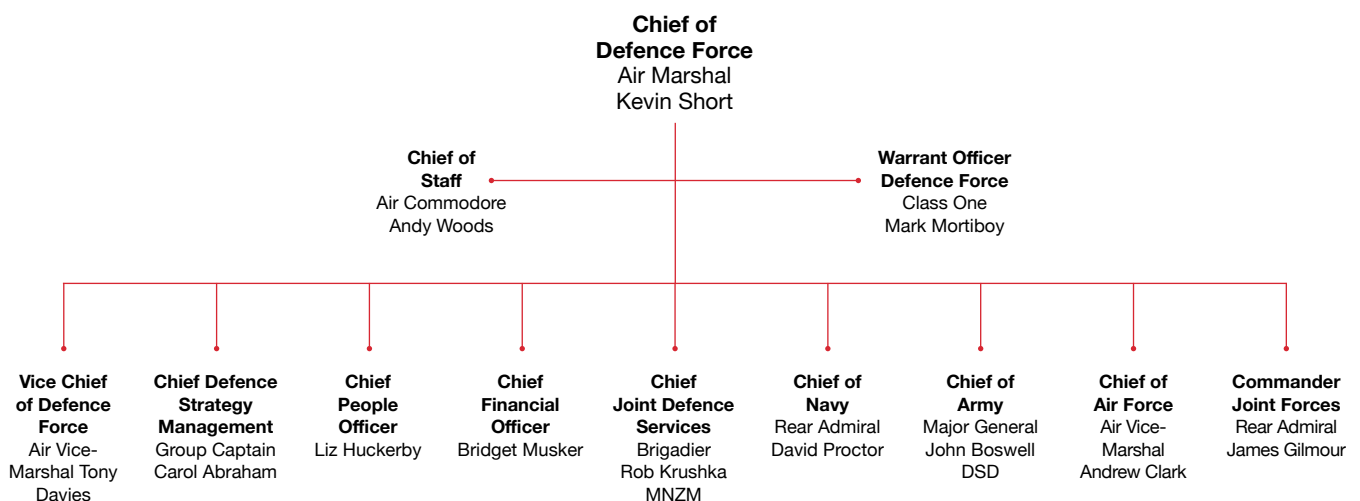 Chief of
Defence Force
Air Marshal
Kevin Short
Chief of
Staff
Air Commodore
Andy Woods
Warrant Officer
Defence Force
Class One
Mark Mortiboy
Vice Chief
of Defence
Force
Air Vice-
Marshal Tony
Davies
Chief Defence
Strategy
Management
Group Captain
Carol Abraham
Chief
People
Officer
Liz Huckerby
Chief
Financial
Officer
Bridget Musker
Chief
Joint Defence
Services
Brigadier
Rob Krushka
MNZM
Chief of
Navy
Rear Admiral
David Proctor
Chief of
Army
Major General
John Boswell
DSD
Chief of
Air Force
Air Vice-
Marshal
Andrew Clark
Commander
Joint Forces
Rear Admiral
James Gilmour